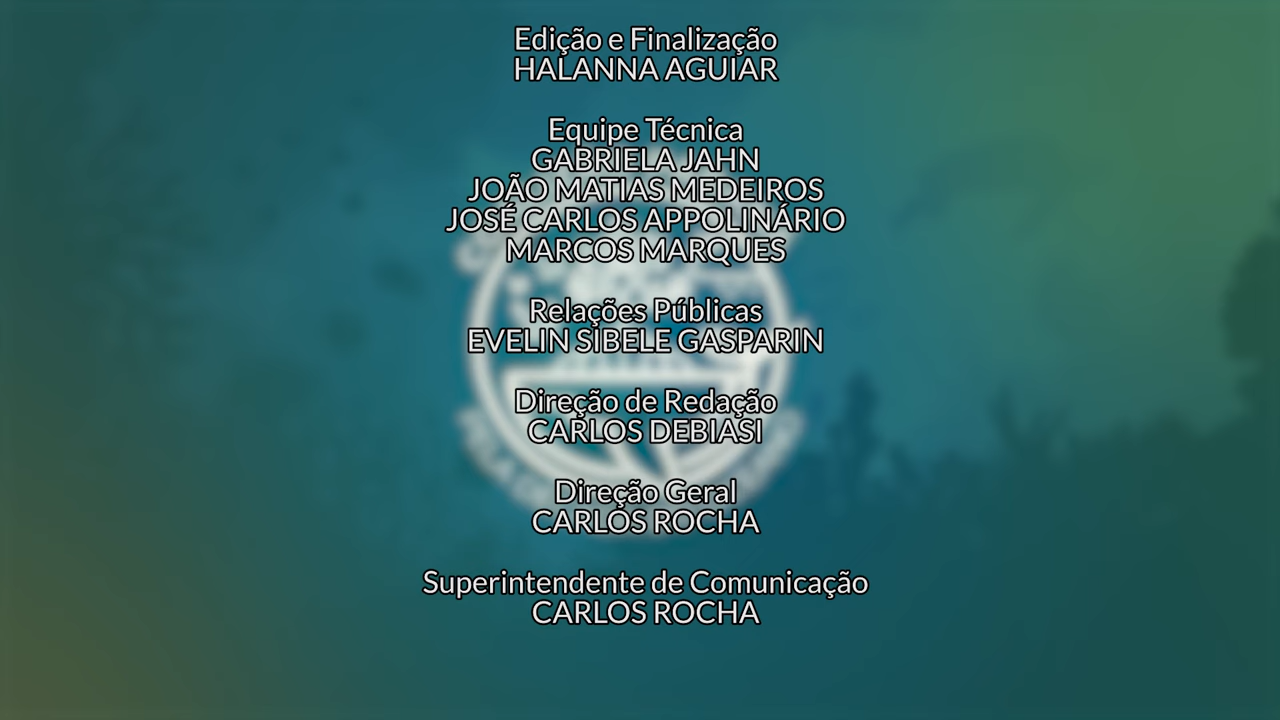 Edição e Finalização
HALANNA AGUIAR
Equipe Técnica
GABRIELA JAHN
JOÃO MATIAS MEDEIROS
JOSÉ CARLOS APPOLINÁRIO
MARCOS MARQUES
Relações Públicas
EVELIN SIBELE GASPARIN
Direção de Redação
CARLOS DEBIASI
Direção Geral
CARLOS ROCHA
Superintendente de Comunicação
CARLOS ROCHA